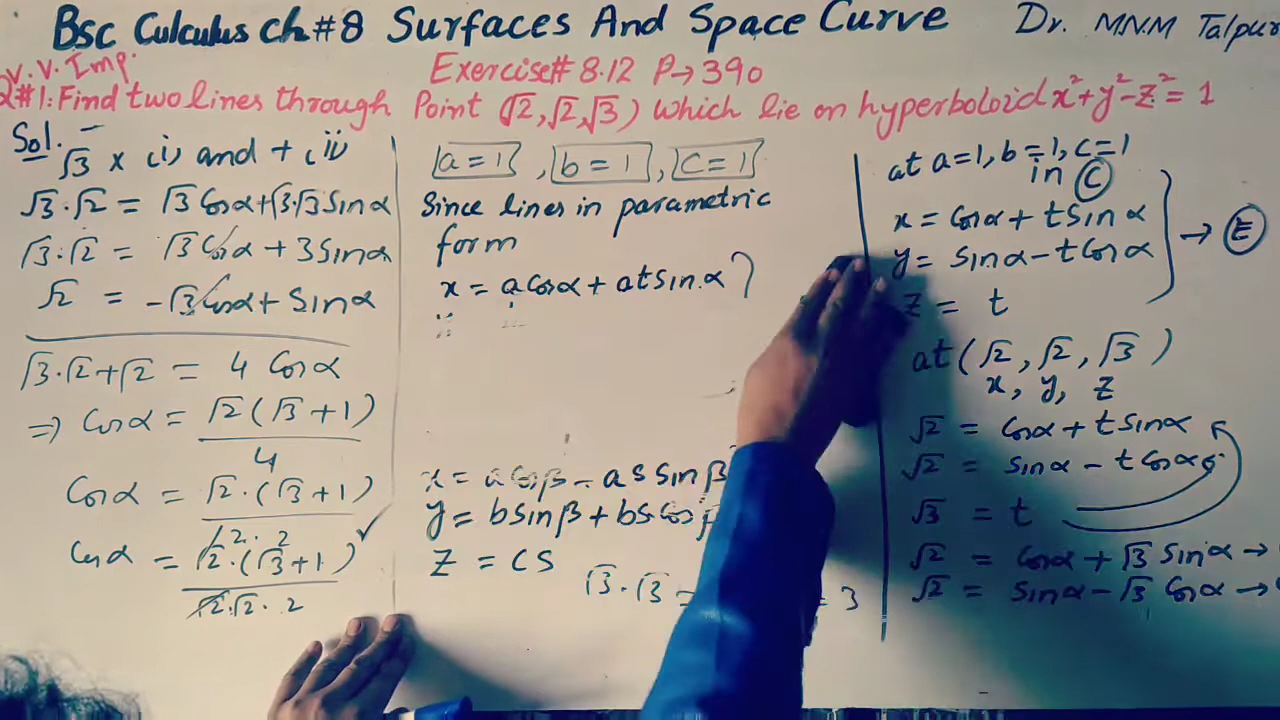 Bsc Calculus Ch#8 Surfaces And Space Curve Dr. MNM Talpur
V. V. Imp.
Exercise# 8.12 P→390
Q#1: Find two lines through Point (√2,√2,√3) which lie on hyperboloid x²+y²-z²=1
Sol.
√3 × (i) and + (ii)
√3·√2 = √3 Cosα+√3·√3 Sinα
√3·√2 = √3 Cosα + 3Sinα
√2 = -√3 Cosα + Sinα
√3·√2+√2 = 4 Cosα
⇒ Cosα = √2(√3+1)/4
Cosα = √2·(√3+1)/2·2
Cosα = √2·(√3+1)/√2·√2·2 ✓
a=1, b=1, c=1
Since lines in parametric
form
x = a cosα + at sinα
x = a cosβ - as sinβ
y = b sinβ + bs cosβ
z = cs
√3·√3 = = 3
at a=1, b=1, c=1
in (C)
x = cosα + t sinα
y = sinα - t cosα → (E)
z = t
at (√2, √2, √3)
x, y, z
√2 = cosα + t sinα
√2 = sinα - t cosα
√3 = t
√2 = cosα + √3 sinα →
√2 = sinα - √3 cosα →